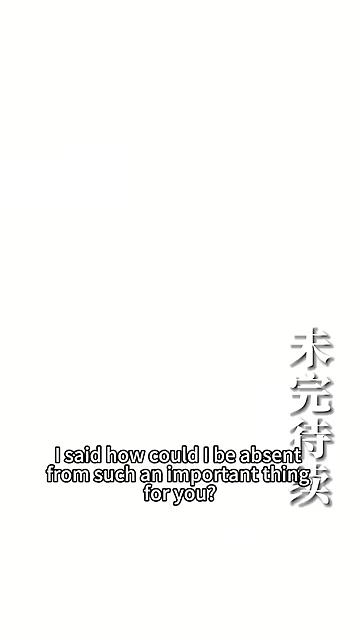 未完待续
I said how could I be absent
from such an important thing
for you?